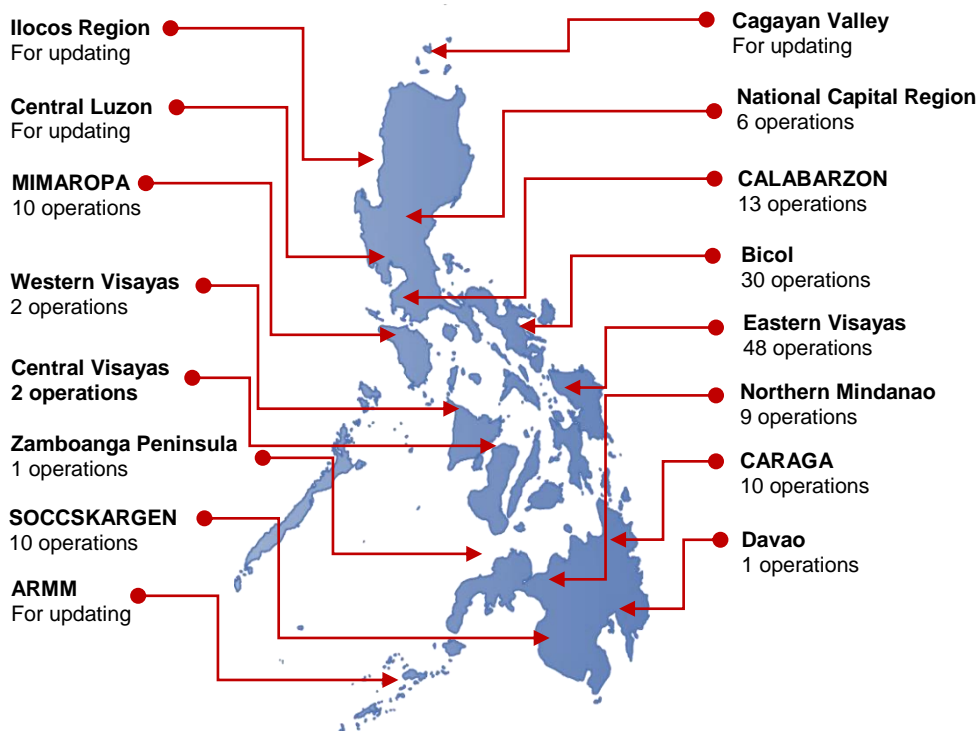 Ilocos Region
For updating
Central Luzon
For updating
MIMAROPA
10 operations
Western Visayas
2 operations
Central Visayas
2 operations
Zamboanga Peninsula
1 operations
SOCCSKARGEN
10 operations
ARMM
For updating
Cagayan Valley
For updating
National Capital Region
6 operations
CALABARZON
13 operations
Bicol
30 operations
Eastern Visayas
48 operations
Northern Mindanao
9 operations
CARAGA
10 operations
Davao
1 operations